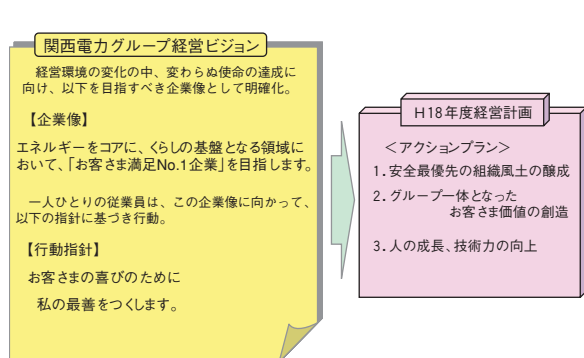 関西電力グループ経営ビジョン
経営環境の変化の中、変わらぬ使命の達成に
向け、以下を目指すべき企業像として明確化。
【企業像】
エネルギーをコアに、くらしの基盤となる領域に
おいて、「お客さま満足No.1企業」を目指します。
一人ひとりの従業員は、この企業像に向かって、
以下の指針に基づき行動。
【行動指針】
お客さまの喜びのために
私の最善をつくします。
H18年度経営計画
＜アクションプラン＞
1.安全最優先の組織風土の醸成
2.グループ一体となった
お客さま価値の創造
3.人の成長、技術力の向上